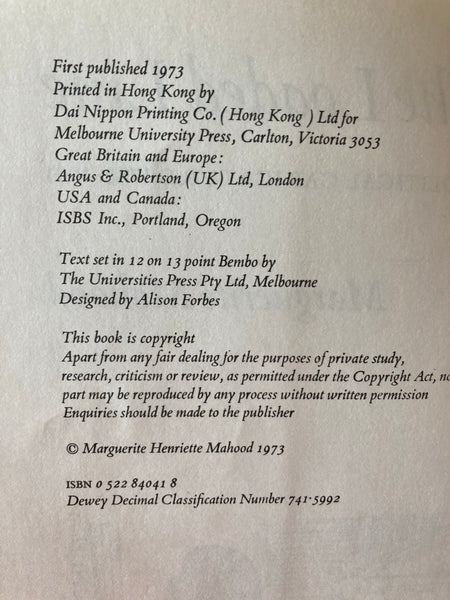 First published 1973
Printed in Hong Kong by
Dai Nippon Printing Co. (Hong Kong ) Ltd for
Melbourne University Press, Carlton, Victoria 3053
Great Britain and Europe:
Angus & Robertson (UK) Ltd, London
USA and Canada:
ISBS Inc., Portland, Oregon
Text set in 12 on 13 point Bembo by
The Universities Press Pty Ltd, Melbourne
Designed by Alison Forbes
This book is copyright
Apart from any fair dealing for the purposes of private study,
research, criticism or review, as permitted under the Copyright Act, no
part may be reproduced by any process without written permission
Enquiries should be made to the publisher
© Marguerite Henriette Mahood 1973
ISBN 0 522 84041 8
Dewey Decimal Classification Number 741·5992